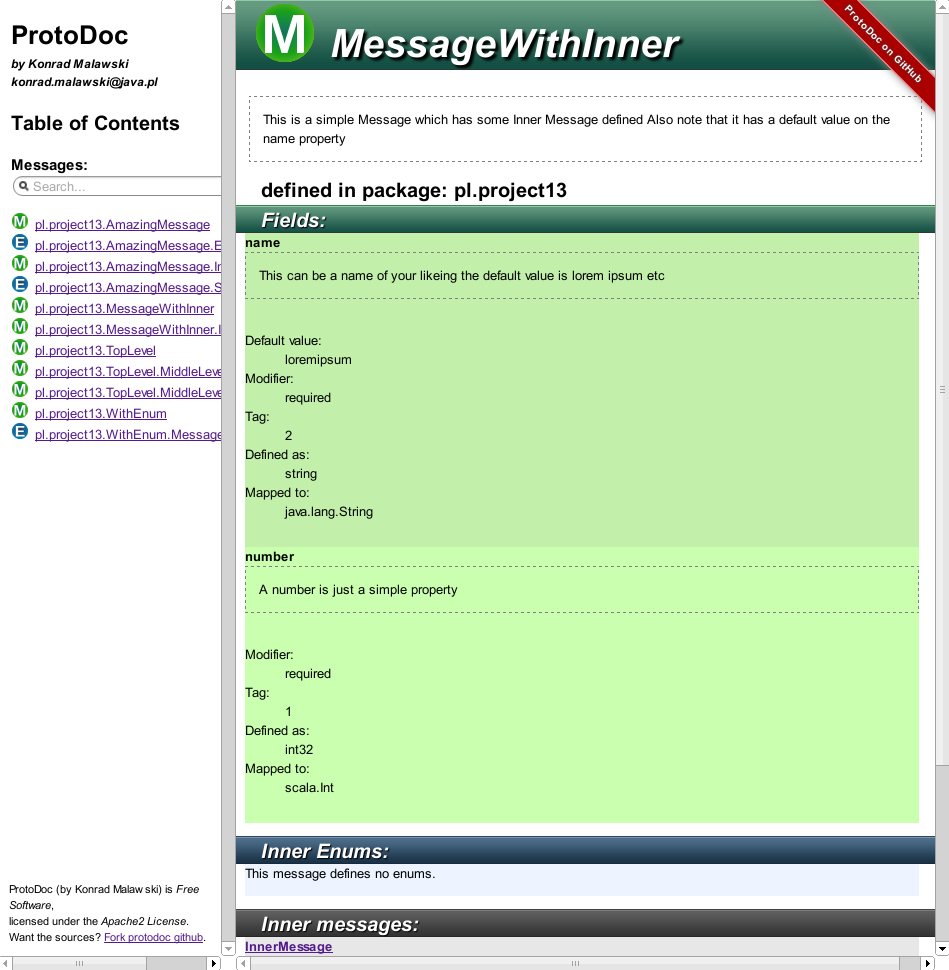 ProtoDoc
by Konrad Malawski
konrad.malawski@java.pl
Table of Contents
Messages:
Search...
M pl.project13.AmazingMessage
E pl.project13.AmazingMessage.E
M pl.project13.AmazingMessage.In
E pl.project13.AmazingMessage.S
M pl.project13.MessageWithInner
M pl.project13.MessageWithInner.I
M pl.project13.TopLevel
M pl.project13.TopLevel.MiddleLeve
M pl.project13.TopLevel.MiddleLeve
M pl.project13.WithEnum
E pl.project13.WithEnum.Message
ProtoDoc (by Konrad Malawski) is Free
Software,
licensed under the Apache2 License.
Want the sources? Fork protodoc github.
M MessageWithInner
ProtoDoc on GitHub
This is a simple Message which has some Inner Message defined Also note that it has a default value on the
name property
defined in package: pl.project13
Fields:
name
This can be a name of your likeing the default value is lorem ipsum etc
Default value:
loremipsum
Modifier:
required
Tag:
2
Defined as:
string
Mapped to:
java.lang.String
number
A number is just a simple property
Modifier:
required
Tag:
1
Defined as:
int32
Mapped to:
scala.Int
Inner Enums:
This message defines no enums.
Inner messages:
InnerMessage